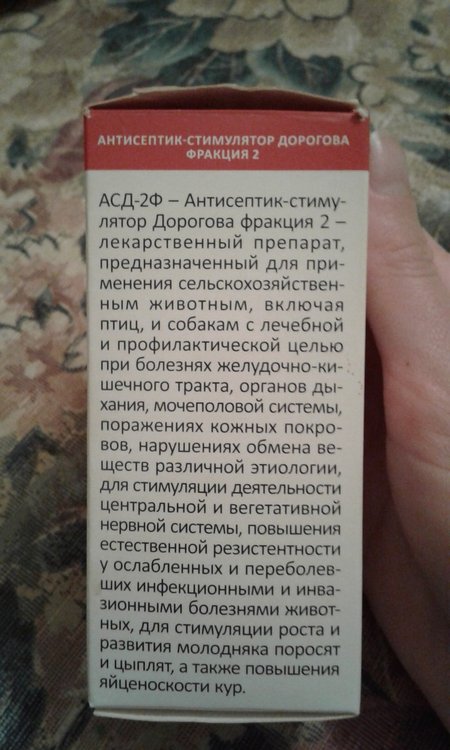 АНТИСЕПТИК-СТИМУЛЯТОР ДОРОГОВА
ФРАКЦИЯ 2
АСД-2Ф – Антисептик-стиму-
лятор Дорогова фракция 2 –
лекарственный препарат,
предназначенный для при-
менения сельскохозяйствен-
ным животным, включая
птиц, и собакам с лечебной
и профилактической целью
при болезнях желудочно-ки-
шечного тракта, органов ды-
хания, мочеполовой системы,
поражениях кожных покро-
вов, нарушениях обмена ве-
ществ различной этиологии,
для стимуляции деятельности
центральной и вегетативной
нервной системы, повышения
естественной резистентности
у ослабленных и переболев-
ших инфекционными и инва-
зионными болезнями живот-
ных, для стимуляции роста и
развития молодняка поросят
и цыплят, а также повышения
яйценоскости кур.